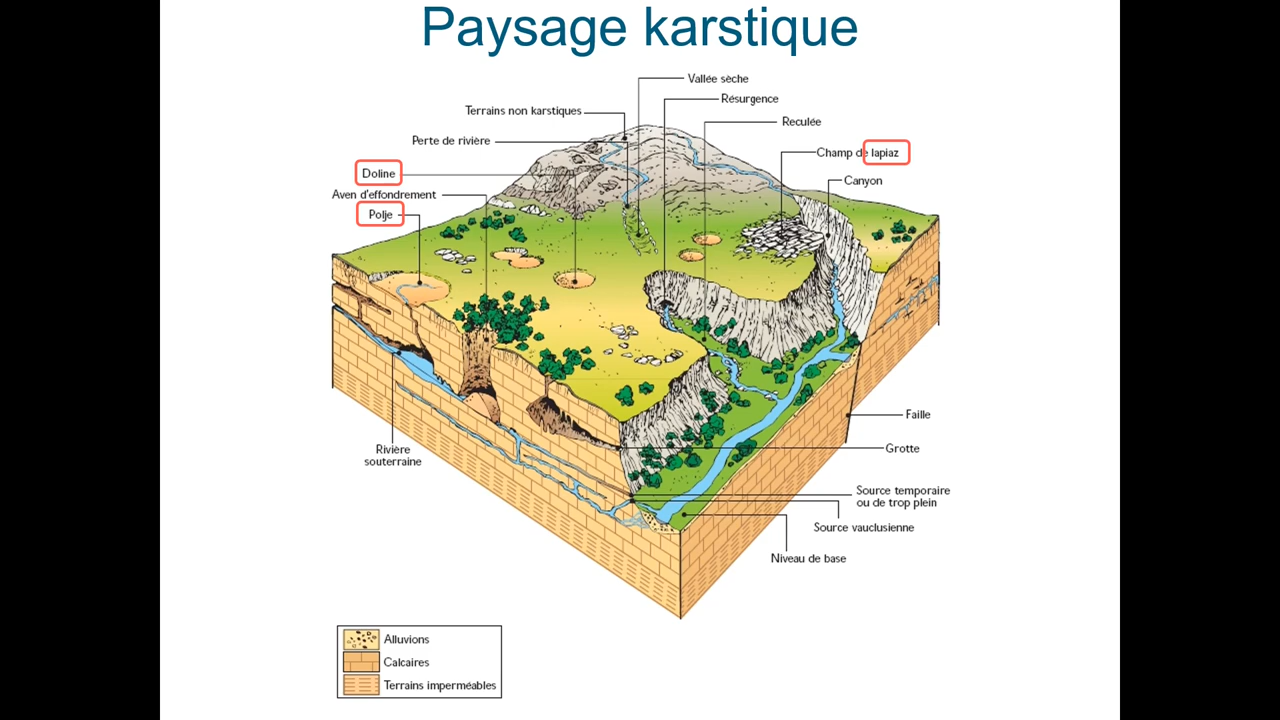 Paysage karstique
Vallée sèche
Résurgence
Terrains non karstiques
Reculée
Perte de rivière
Champ de lapiaz
Doline
Canyon
Aven d'effondrement
Polje
Faille
Grotte
Rivière
souterraine
Source temporaire
ou de trop plein
Source vauclusienne
Niveau de base
Alluvions
Calcaires
Terrains imperméables